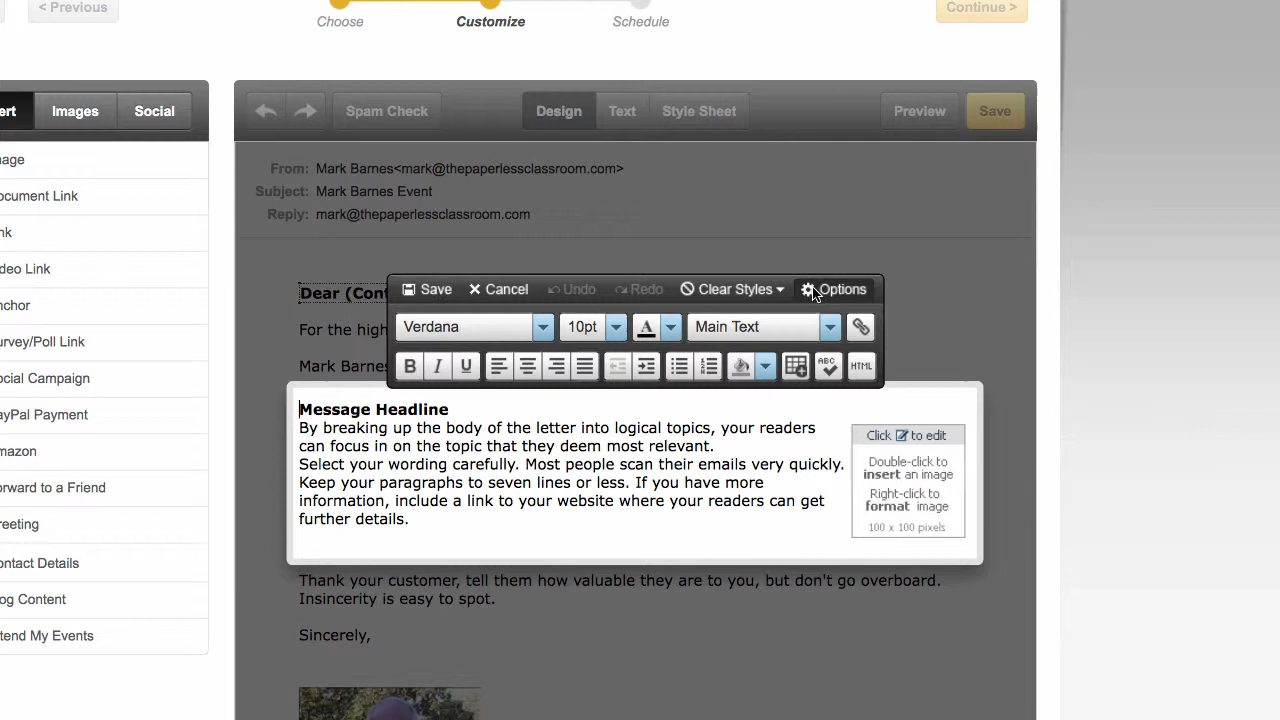 < Previous
Choose
Customize
Schedule
Continue >
ert
Images
Social
Spam Check
Design
Text
Style Sheet
Preview
Save
mage
ocument Link
nk
deo Link
nchor
urvey/Poll Link
ocial Campaign
ayPal Payment
mazon
orward to a Friend
reeting
ontact Details
log Content
tend My Events
From: Mark Barnes<mark@thepaperlessclassroom.com>
Subject: Mark Barnes Event
Reply: mark@thepaperlessclassroom.com
Save
Cancel
Undo
Redo
Clear Styles
Options
Verdana
10pt
A
Main Text
B I U
ABC
HTML
Dear (Cont
For the high
Mark Barnes
Message Headline
By breaking up the body of the letter into logical topics, your readers
can focus in on the topic that they deem most relevant.
Select your wording carefully. Most people scan their emails very quickly.
Keep your paragraphs to seven lines or less. If you have more
information, include a link to your website where your readers can get
further details.
Click to edit
Double-click to
insert an image
Right-click to
format image
100 x 100 pixels
Thank your customer, tell them how valuable they are to you, but don't go overboard.
Insincerity is easy to spot.
Sincerely,